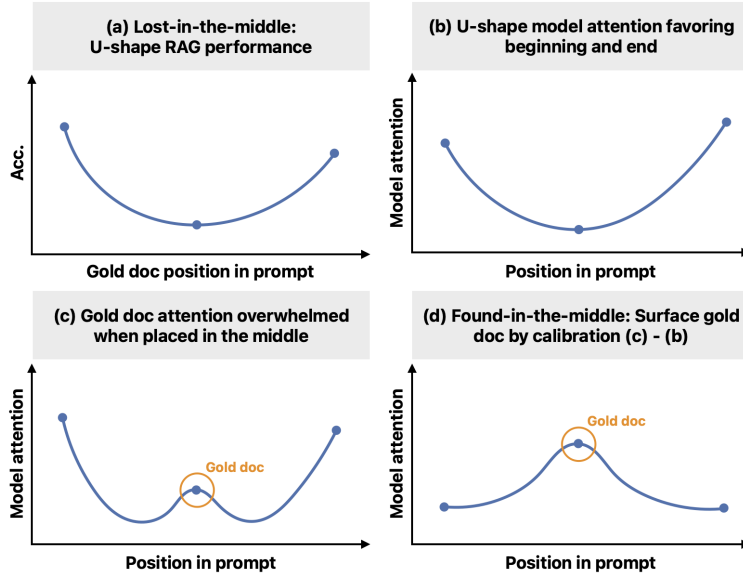 (a) Lost-in-the-middle:
U-shape RAG performance
Acc.
Gold doc position in prompt
(b) U-shape model attention favoring
beginning and end
Model attention
Position in prompt
(c) Gold doc attention overwhelmed
when placed in the middle
Model attention
Gold doc
Position in prompt
(d) Found-in-the-middle: Surface gold
doc by calibration (c) - (b)
Model attention
Gold doc
Position in prompt